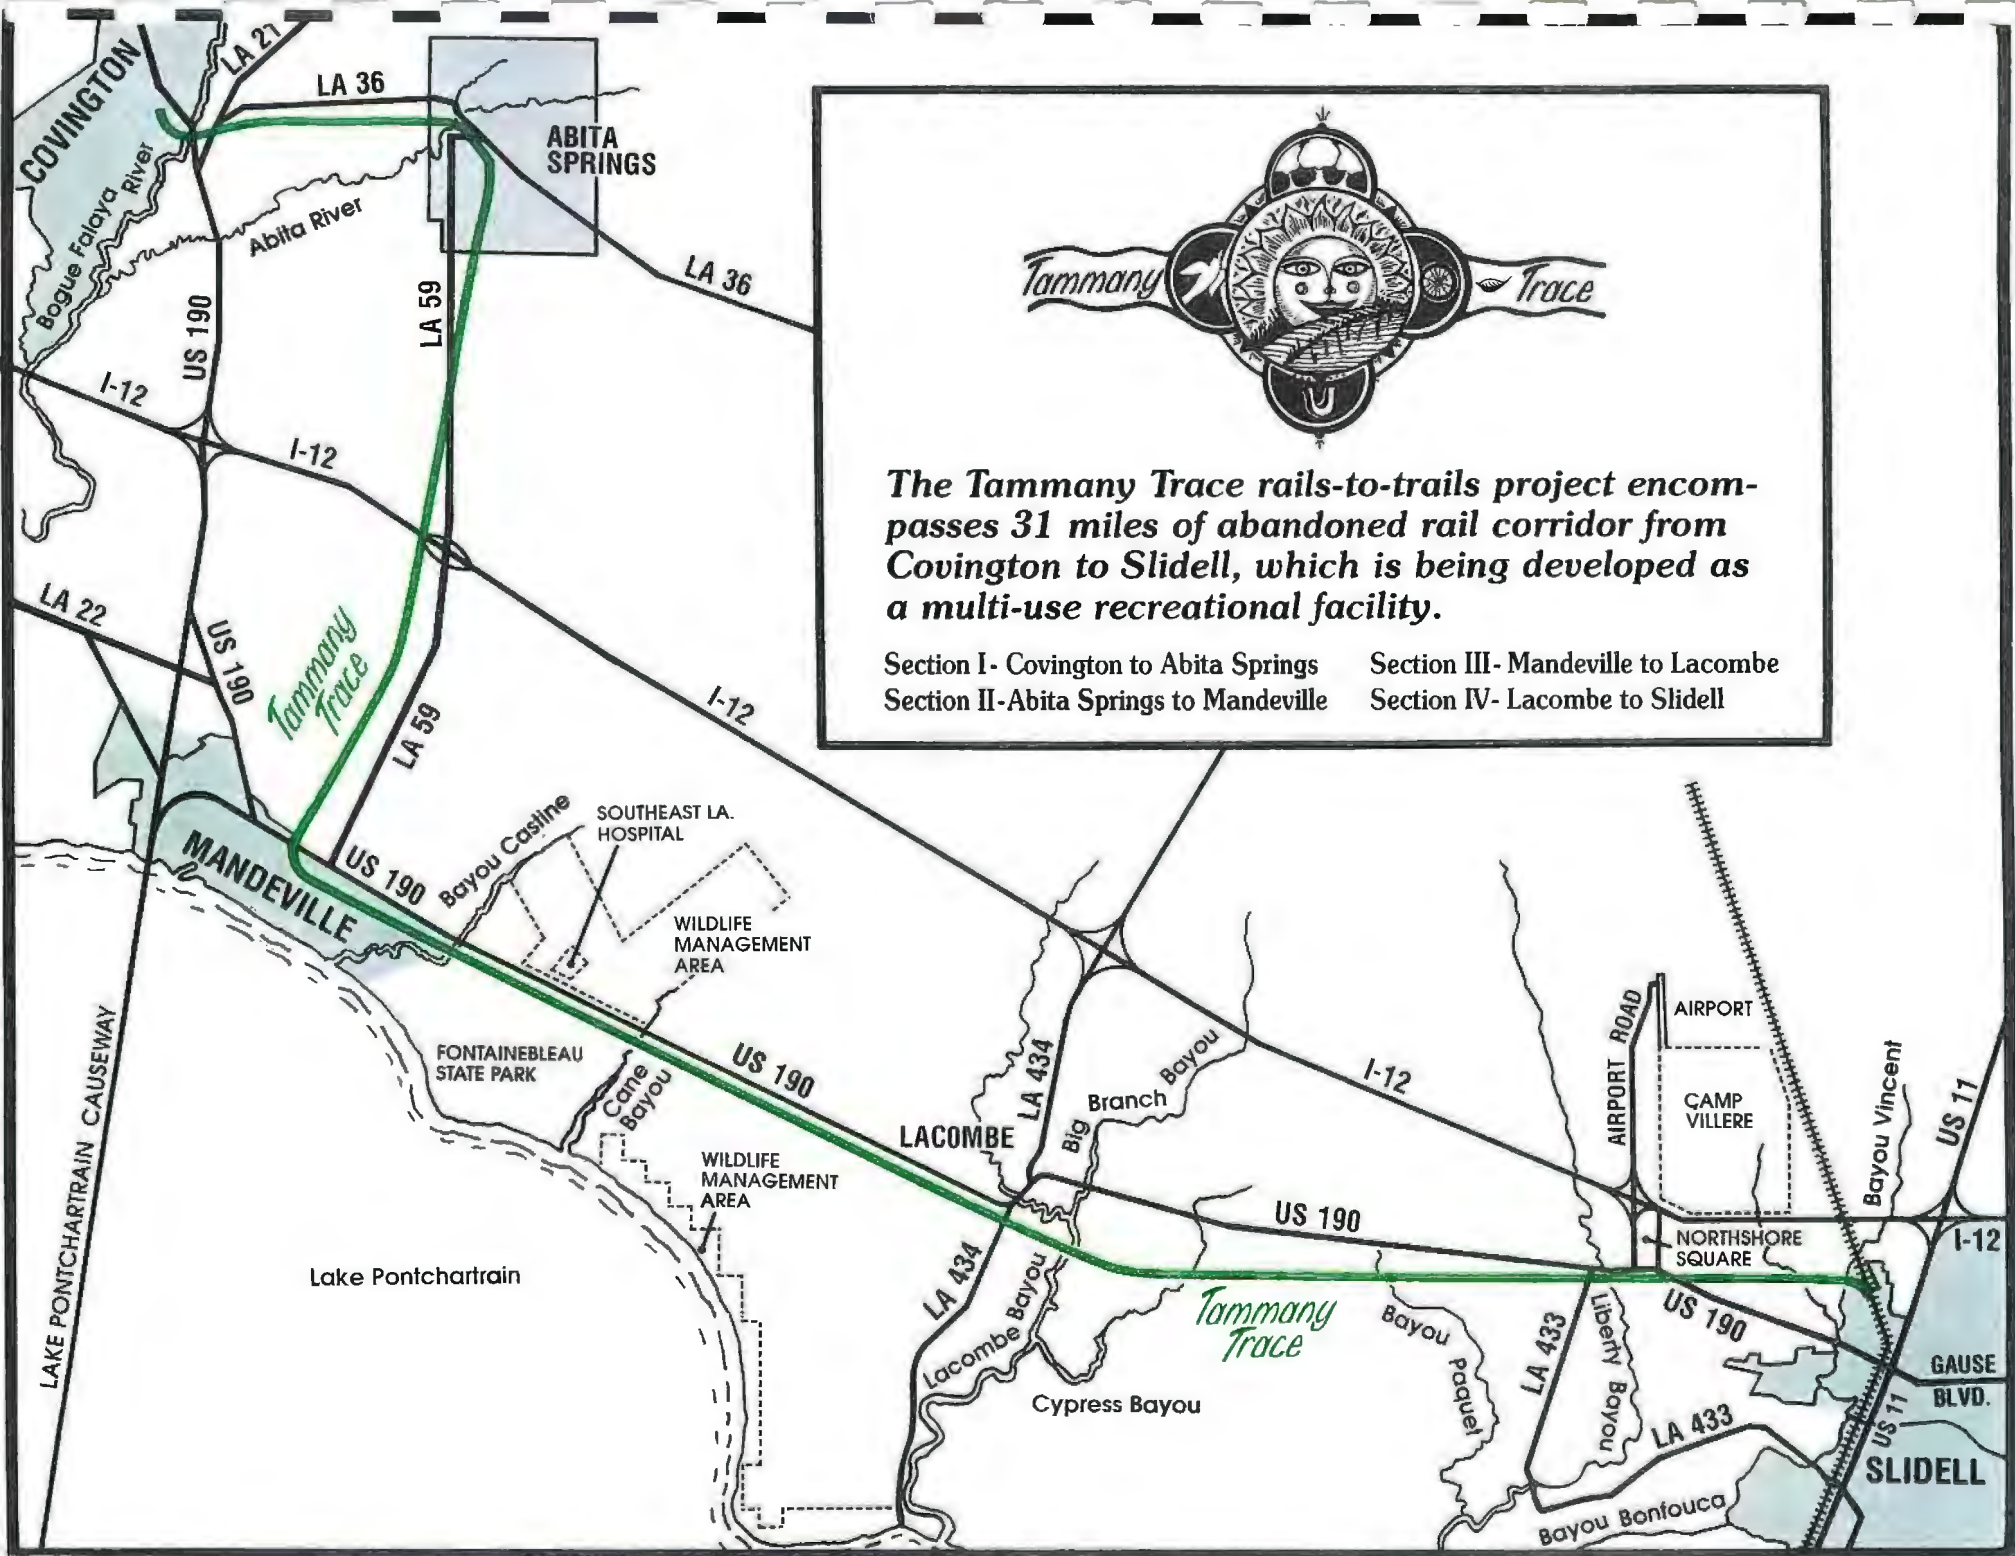 COVINGTON
LA 21
LA 36
ABITA
SPRINGS
Bogue Falaya River
Abita River
LA 36
US 190
LA 59
I-12
I-12
Tammany
Trace
The Tammany Trace rails-to-trails project encom-
passes 31 miles of abandoned rail corridor from
Covington to Slidell, which is being developed as
a multi-use recreational facility.
Section I- Covington to Abita Springs
Section III- Mandeville to Lacombe
Section II-Abita Springs to Mandeville
Section IV- Lacombe to Slidell
LA 22
US 190
Tammany
Trace
LA 59
I-12
MANDEVILLE
US 190
Bayou Castine
SOUTHEAST LA.
HOSPITAL
WILDLIFE
MANAGEMENT
AREA
LAKE PONTCHARTRAIN CAUSEWAY
FONTAINEBLEAU
STATE PARK
Cane
Bayou
US 190
WILDLIFE
MANAGEMENT
AREA
Lake Pontchartrain
LACOMBE
LA 434
Big Branch Bayou
I-12
AIRPORT ROAD
AIRPORT
CAMP
VILLERE
Bayou Vincent
US 11
US 190
NORTHSHORE
SQUARE
I-12
LA 434
Lacombe Bayou
Tammany
Trace
Cypress Bayou
Bayou Paquet
LA 433
Liberty Bayou
US 190
GAUSE
BLVD.
US 11
LA 433
SLIDELL
Bayou Bonfouca